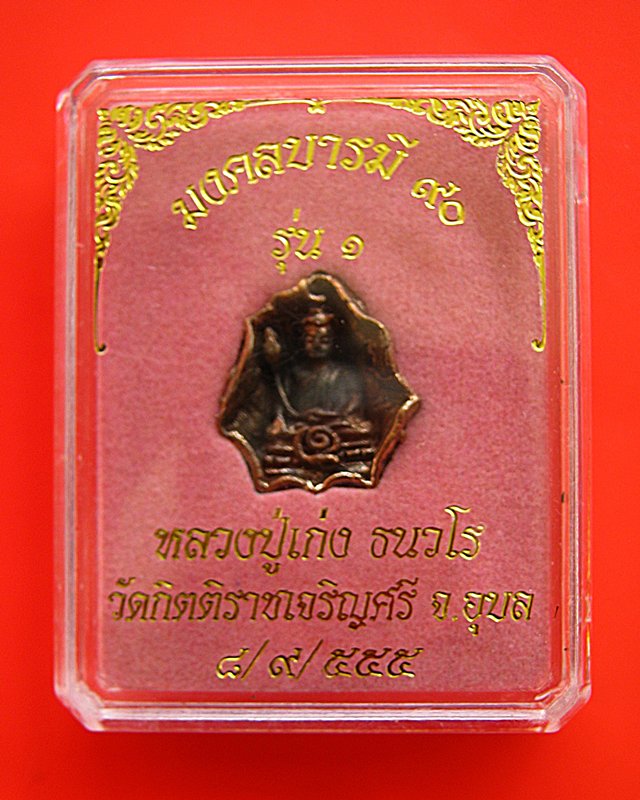 มงคลบารมี ๙๐
รุ่น ๑
หลวงปู่เก่ง ธนวโร
วัดกิตติราชเจริญศรี จ.อุบล
๘/๙/๕๕๕